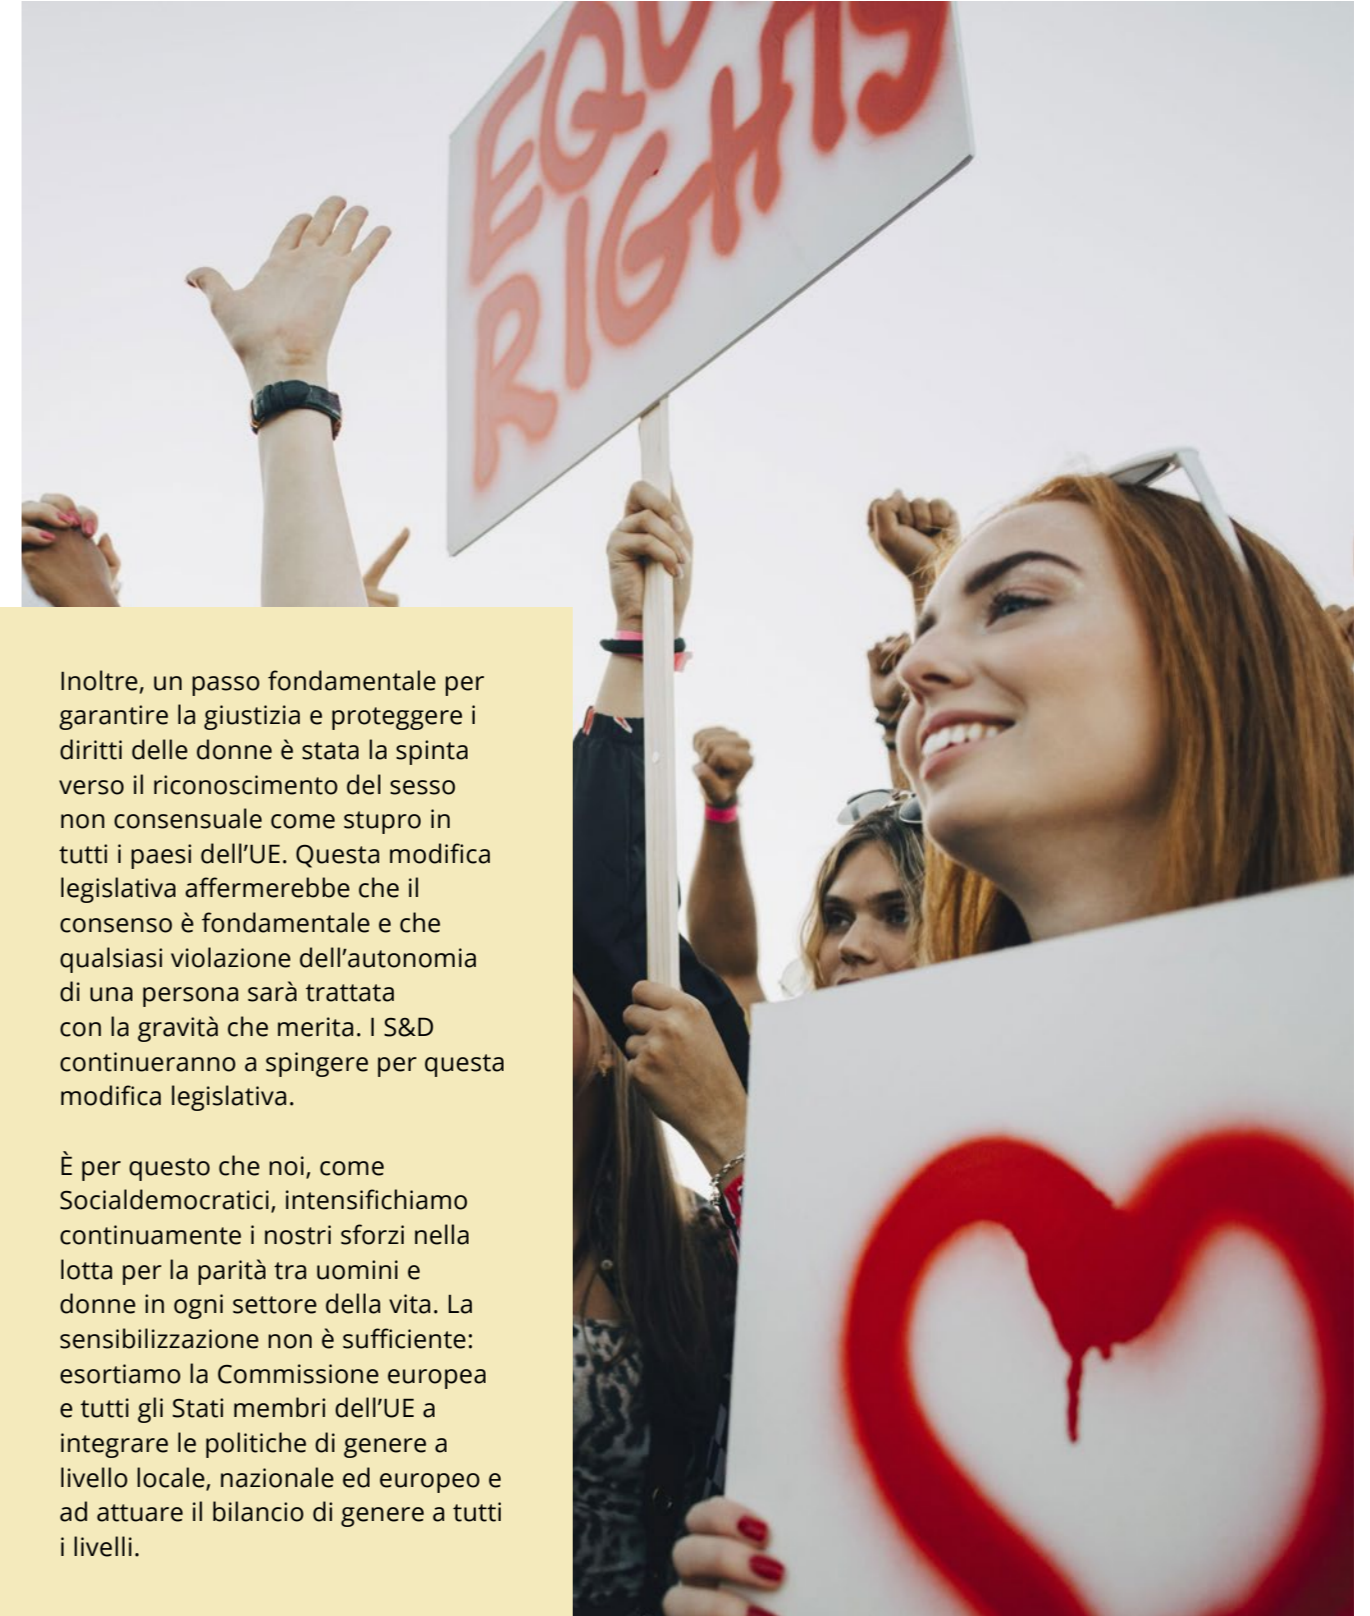 RIGHTS
Inoltre, un passo fondamentale per
garantire la giustizia e proteggere i
diritti delle donne è stata la spinta
verso il riconoscimento del sesso
non consensuale come stupro in
tutti i paesi dell’UE. Questa modifica
legislativa affermerebbe che il
consenso è fondamentale e che
qualsiasi violazione dell’autonomia
di una persona sarà trattata
con la gravità che merita. I S&D
continueranno a spingere per questa
modifica legislativa.
È per questo che noi, come
Socialdemocratici, intensifichiamo
continuamente i nostri sforzi nella
lotta per la parità tra uomini e
donne in ogni settore della vita. La
sensibilizzazione non è sufficiente:
esortiamo la Commissione europea
e tutti gli Stati membri dell’UE a
integrare le politiche di genere a
livello locale, nazionale ed europeo e
ad attuare il bilancio di genere a tutti
i livelli.